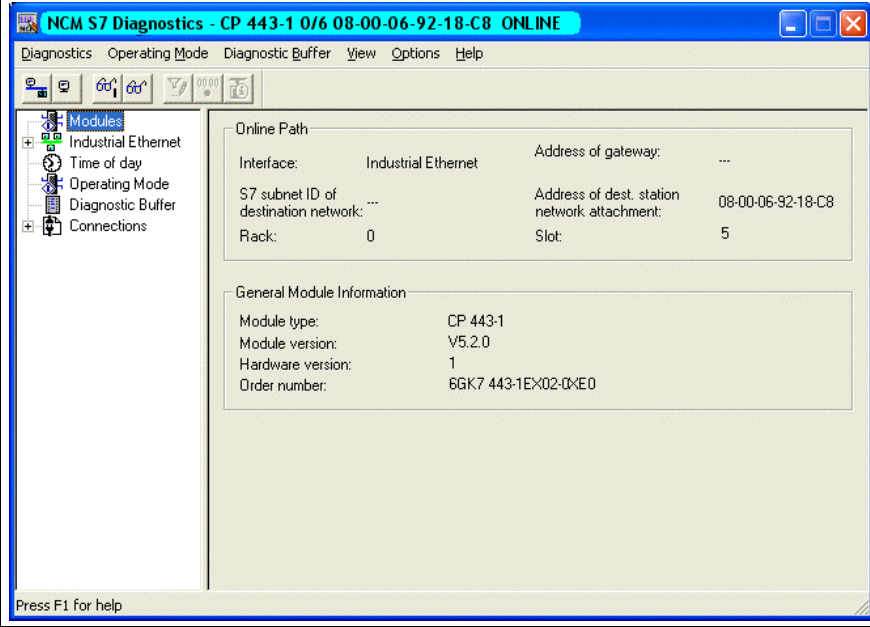 NCM S7 Diagnostics - CP 443-1 0/6 08-00-06-92-18-C8 ONLINE
Diagnostics Operating Mode Diagnostic Buffer View Options Help
Modules
Industrial Ethernet
Time of day
Operating Mode
Diagnostic Buffer
Connections
Online Path
Interface: Industrial Ethernet
Address of gateway: ---
S7 subnet ID of destination network: ---
Address of dest. station network attachment: 08-00-06-92-18-C8
Rack: 0
Slot: 5
General Module Information
Module type: CP 443-1
Module version: V5.2.0
Hardware version: 1
Order number: 6GK7 443-1EX02-0XE0
Press F1 for help